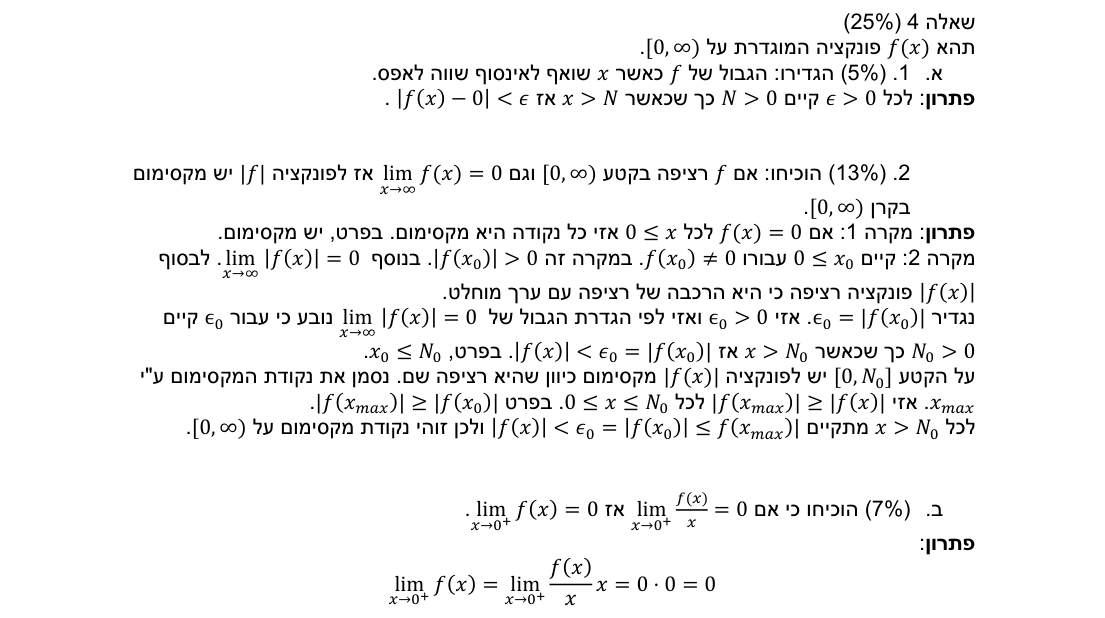 שאלה 4 (25%)
תהא f(x) פונקציה המוגדרת על [0, ∞).
א. 1. (5%) הגדירו: הגבול של f כאשר x שואף לאינסוף שווה לאפס.
פתרון: לכל ϵ > 0 קיים N > 0 כך שכאשר x > N אז |f(x) − 0| < ϵ .
2. (13%) הוכיחו: אם f רציפה בקטע [0, ∞) וגם lim x→∞ f(x) = 0 אז לפונקציה |f| יש מקסימום
בקרן [0, ∞).
פתרון: מקרה 1: אם f(x) = 0 לכל 0 ≤ x אזי כל נקודה היא מקסימום. בפרט, יש מקסימום.
מקרה 2: קיים 0 ≤ x₀ עבורו f(x₀) ≠ 0. במקרה זה |f(x₀)| > 0. בנוסף lim x→∞ |f(x)| = 0. לבסוף
|f(x)| פונקציה רציפה כי היא הרכבה של רציפה עם ערך מוחלט.
נגדיר ϵ₀ = |f(x₀)|. אזי ϵ₀ > 0 ואזי לפי הגדרת הגבול של lim x→∞ |f(x)| = 0 נובע כי עבור ϵ₀ קיים
N₀ > 0 כך שכאשר x > N₀ אז |f(x)| < ϵ₀ = |f(x₀)|. בפרט, x₀ ≤ N₀.
על הקטע [0, N₀] יש לפונקציה |f(x)| מקסימום כיוון שהיא רציפה שם. נסמן את נקודת המקסימום ע"י
x_max. אזי |f(x_max)| ≥ |f(x)| לכל 0 ≤ x ≤ N₀. בפרט |f(x_max)| ≥ |f(x₀)|.
לכל x > N₀ מתקיים |f(x)| < ϵ₀ = |f(x₀)| ≤ f(x_max)| ולכן זוהי נקודת מקסימום על [0, ∞).
ב. (7%) הוכיחו כי אם lim x→0⁺ f(x)/x = 0 אז lim x→0⁺ f(x) = 0 .
פתרון:
lim x→0⁺ f(x) = lim x→0⁺ f(x)/x x = 0 · 0 = 0